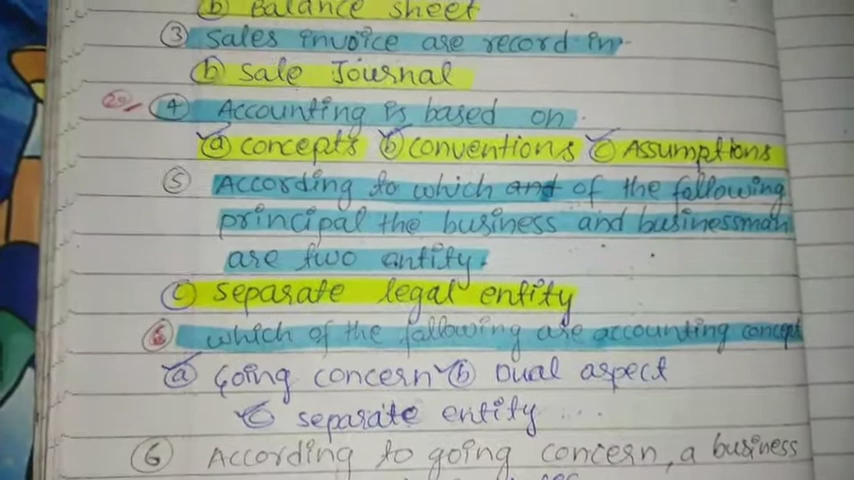 (b) Balance sheet
(3) Sales invoice are record in
(b) Sale Journal
(4) Accounting is based on.
(a) concepts (b) conventions (c) Assumptions
(5) According to which and of the following
principal the business and businessman
are two entity.
(c) separate legal entity
(6) which of the following are accounting concept
(a) Going concern (b) Dual aspect
(c) separate entity ...
(6) According to going concern, a business